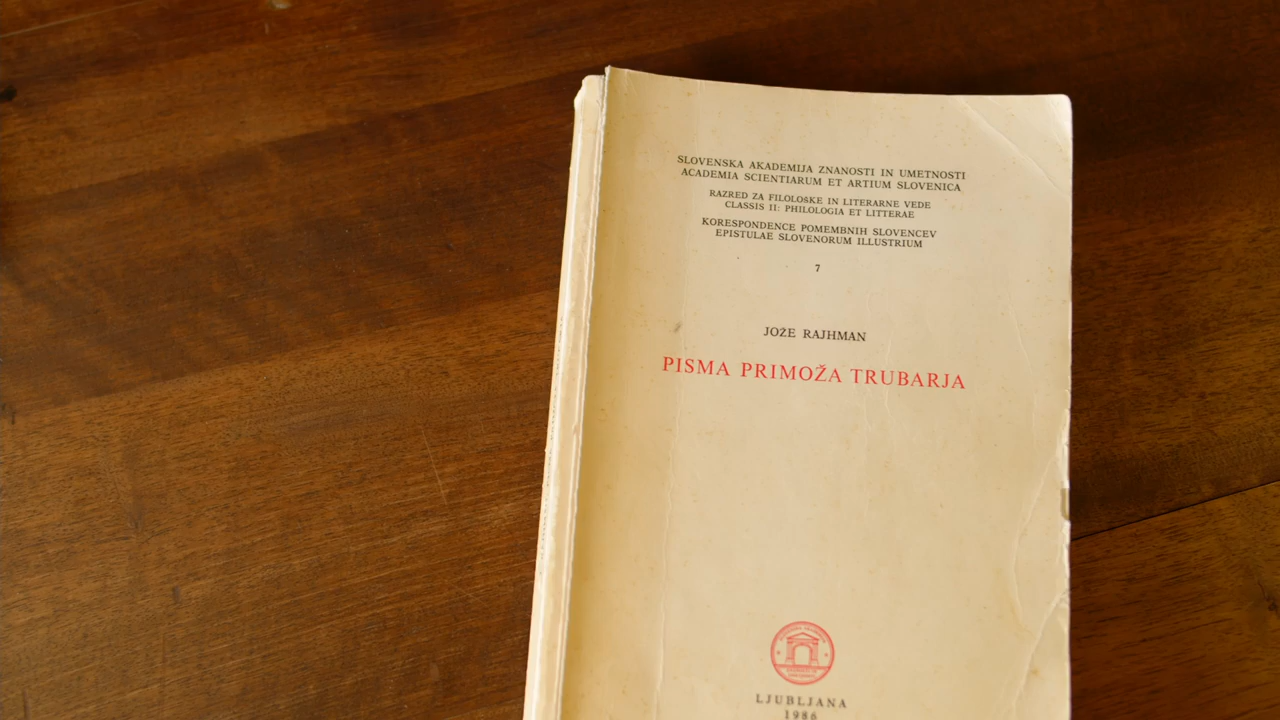 SLOVENSKA AKADEMIJA ZNANOSTI IN UMETNOSTI
ACADEMIA SCIENTIARUM ET ARTIUM SLOVENICA
RAZRED ZA FILOLOŠKE IN LITERARNE VEDE
CLASSIS II: PHILOLOGIA ET LITTERAE
KORESPONDENCE POMEMBNIH SLOVENCEV
EPISTULAE SLOVENORUM ILLUSTRIUM
7
JOŽE RAJHMAN
PISMA PRIMOŽA TRUBARJA
LJUBLJANA
1986